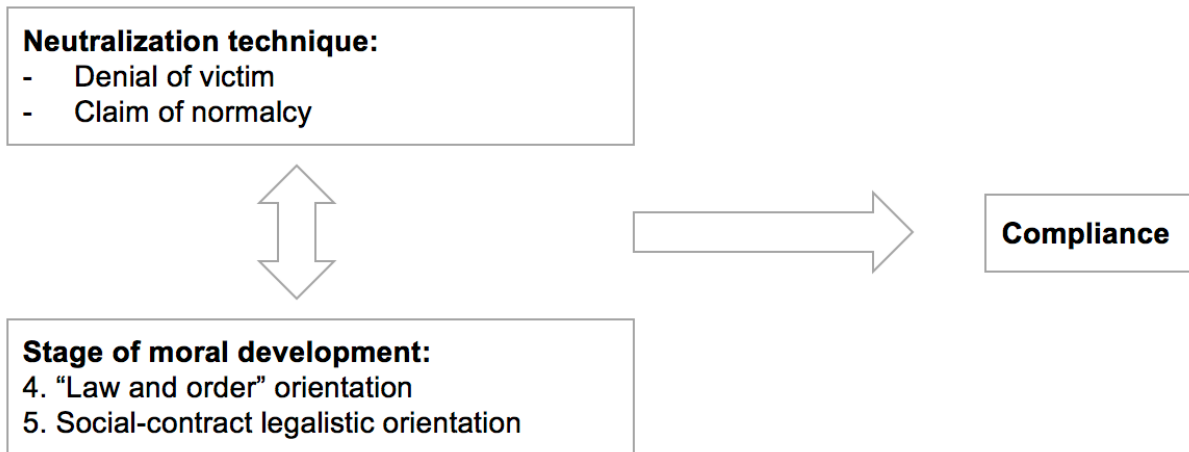 Neutralization technique:
- Denial of victim
- Claim of normalcy
Compliance
Stage of moral development:
4. “Law and order” orientation
5. Social-contract legalistic orientation